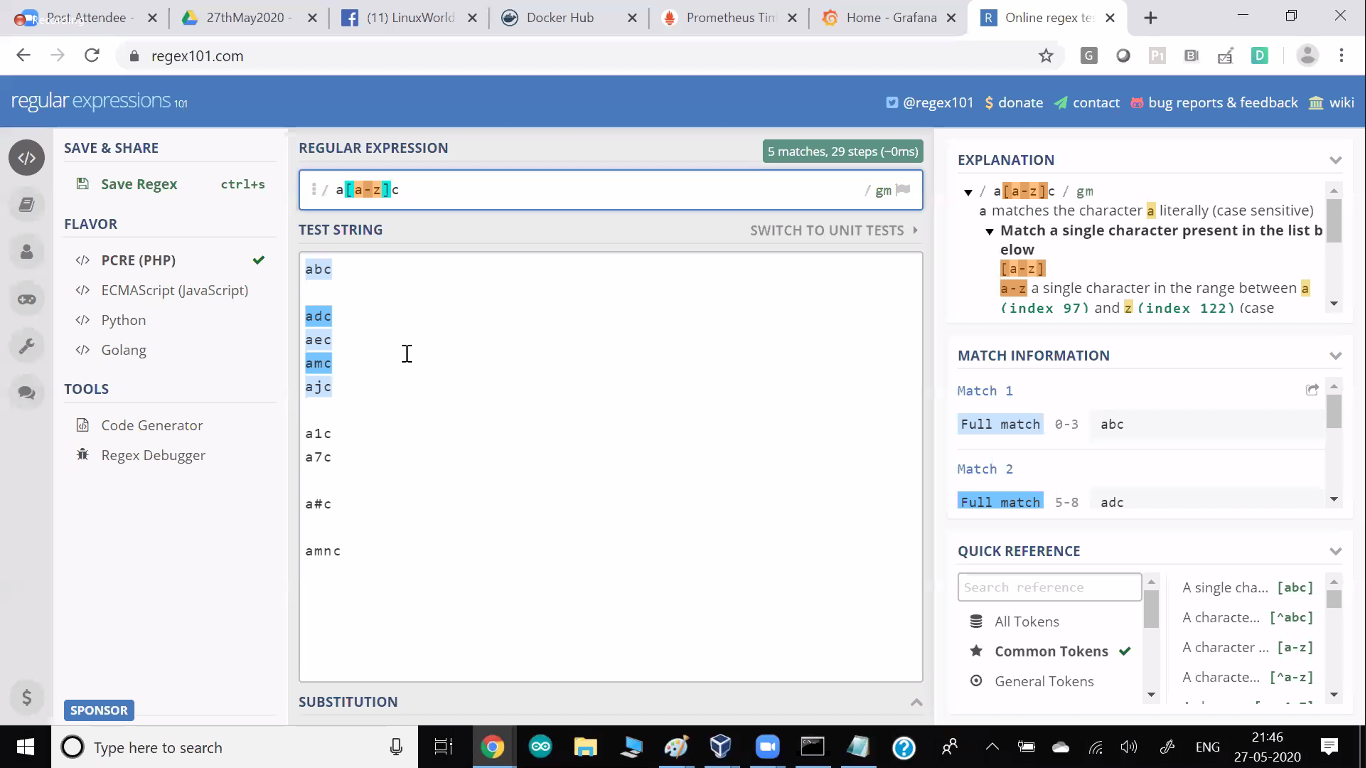 Post Attendee -
27thMay2020 -
(11) LinuxWorld
Docker Hub
Prometheus Tim
Home - Grafana
Online regex te
regex101.com
regular expressions 101
@regex101
$ donate
contact
bug reports & feedback
wiki
SAVE & SHARE
Save Regex ctrl+s
FLAVOR
</> PCRE (PHP)
</> ECMAScript (JavaScript)
</> Python
</> Golang
TOOLS
Code Generator
Regex Debugger
SPONSOR
REGULAR EXPRESSION
5 matches, 29 steps (~0ms)
/ a[a-z]c / gm
TEST STRING
SWITCH TO UNIT TESTS
abc
adc
aec
amc
ajc
a1c
a7c
a#c
amnc
SUBSTITUTION
EXPLANATION
/ a[a-z]c / gm
a matches the character a literally (case sensitive)
Match a single character present in the list b
elow
[a-z]
a-z a single character in the range between a
(index 97) and z (index 122) (case
MATCH INFORMATION
Match 1
Full match 0-3 abc
Match 2
Full match 5-8 adc
QUICK REFERENCE
Search reference
All Tokens
Common Tokens
General Tokens
A single cha... [abc]
A characte... [^abc]
A character ... [a-z]
A characte... [^a-z]
Type here to search
ENG
21:46
27-05-2020